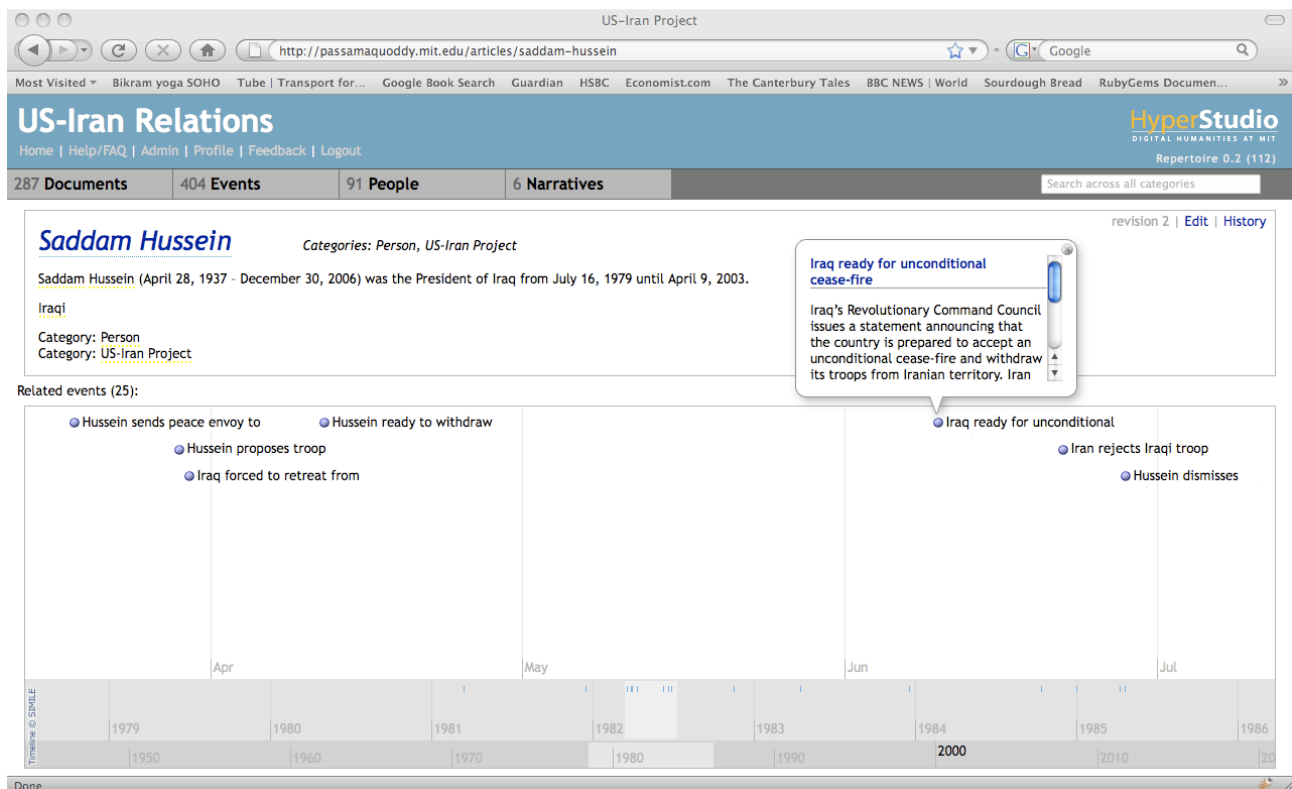 US-Iran Project
http://passamaquoddy.mit.edu/articles/saddam-hussein
G Google
Most Visited Bikram yoga SOHO Tube | Transport for... Google Book Search Guardian HSBC Economist.com The Canterbury Tales BBC NEWS | World Sourdough Bread RubyGems Documen... »
US-Iran Relations
HyperStudio
DIGITAL HUMANITIES AT MIT
Home | Help/FAQ | Admin | Profile | Feedback | Logout
Repertoire 0.2 (112)
287 Documents 404 Events 91 People 6 Narratives
Search across all categories
revision 2 | Edit | History
Saddam Hussein Categories: Person, US-Iran Project
Saddam Hussein (April 28, 1937 - December 30, 2006) was the President of Iraq from July 16, 1979 until April 9, 2003.
Iraqi
Category: Person
Category: US-Iran Project
Iraq ready for unconditional
cease-fire
Iraq's Revolutionary Command Council
issues a statement announcing that
the country is prepared to accept an
unconditional cease-fire and withdraw
its troops from Iranian territory. Iran
Related events (25):
Hussein sends peace envoy to Hussein ready to withdraw Iraq ready for unconditional
Hussein proposes troop Iran rejects Iraqi troop
Iraq forced to retreat from Hussein dismisses
Apr May Jun Jul
Timeline © SIMILE
1979 1980 1981 1982 1983 1984 1985 1986
1950 1960 1970 1980 1990 2000 2010 20
Done